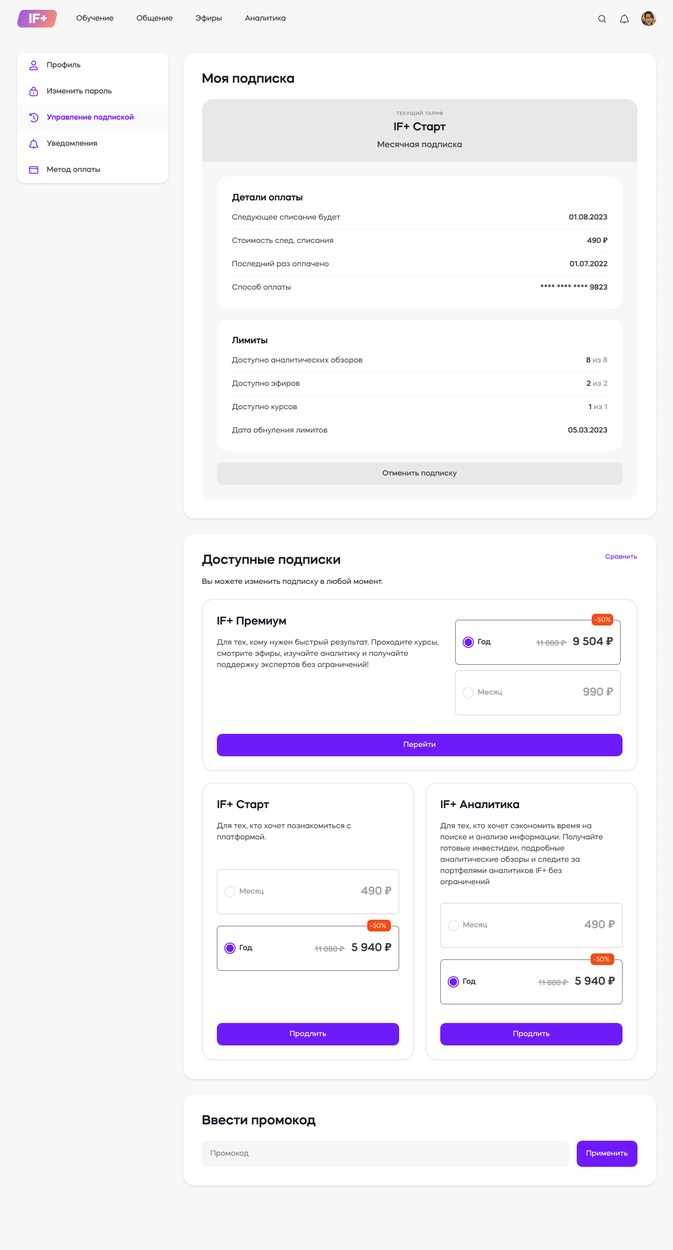 IF+
Обучение
Общение
Эфиры
Аналитика
Профиль
Изменить пароль
Управление подпиской
Уведомления
Метод оплаты
Моя подписка
ТЕКУЩИЙ ТАРИФ
IF+ Старт
Месячная подписка
Детали оплаты
Следующее списание будет 01.08.2023
Стоимость след. списания 490 ₽
Последний раз оплачено 01.07.2022
Способ оплаты **** **** **** 9823
Лимиты
Доступно аналитических обзоров 8 из 8
Доступно эфиров 2 из 2
Доступно курсов 1 из 1
Дата обнуления лимитов 05.03.2023
Отменить подписку
Доступные подписки
Сравнить
Вы можете изменить подписку в любой момент.
IF+ Премиум
Для тех, кому нужен быстрый результат. Проходите курсы,
смотрите эфиры, изучайте аналитику и получайте
поддержку экспертов без ограничений!
-50%
Год 11 880 ₽ 9 504 ₽
Месяц 990 ₽
Перейти
IF+ Старт
Для тех, кто хочет познакомиться с
платформой.
Месяц 490 ₽
-50%
Год 11 880 ₽ 5 940 ₽
Продлить
IF+ Аналитика
Для тех, кто хочет сэкономить время на
поиске и анализе информации. Получайте
готовые инвестидеи, подробные
аналитические обзоры и следите за
портфелями аналитиков IF+ без
ограничений
Месяц 490 ₽
-50%
Год 11 880 ₽ 5 940 ₽
Продлить
Ввести промокод
Промокод
Применить